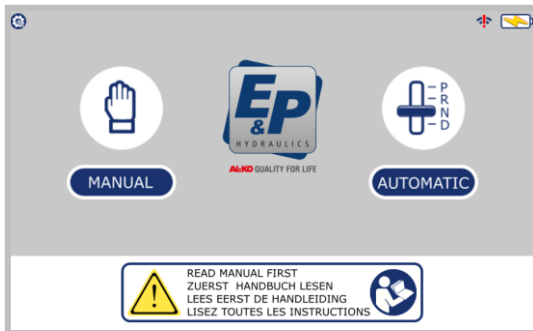 P
R
N
D
E&P
HYDRAULICS
AL-KO QUALITY FOR LIFE
MANUAL
AUTOMATIC
READ MANUAL FIRST
ZUERST HANDBUCH LESEN
LEES EERST DE HANDLEIDING
LISEZ TOUTES LES INSTRUCTIONS